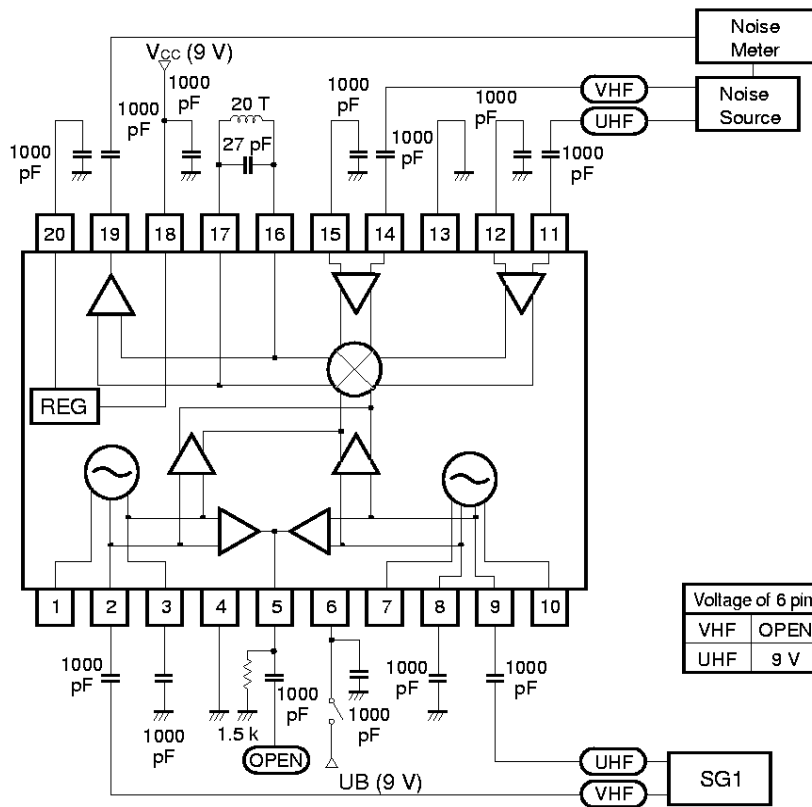 Noise
Meter
VCC (9 V)
1000
pF
1000
pF
20 T
1000
pF
VHF
Noise
Source
1000
pF
UHF
1000
pF
27 pF
1000
pF
1000
pF
20
19
18
17
16
15
14
13
12
11
REG
1
2
3
4
5
6
7
8
9
10
Voltage of 6 pin
VHF OPEN
UHF 9 V
1000
pF
1000
pF
1.5 k
1000
pF
OPEN
1000
pF
UB (9 V)
1000
pF
1000
pF
UHF
VHF
SG1